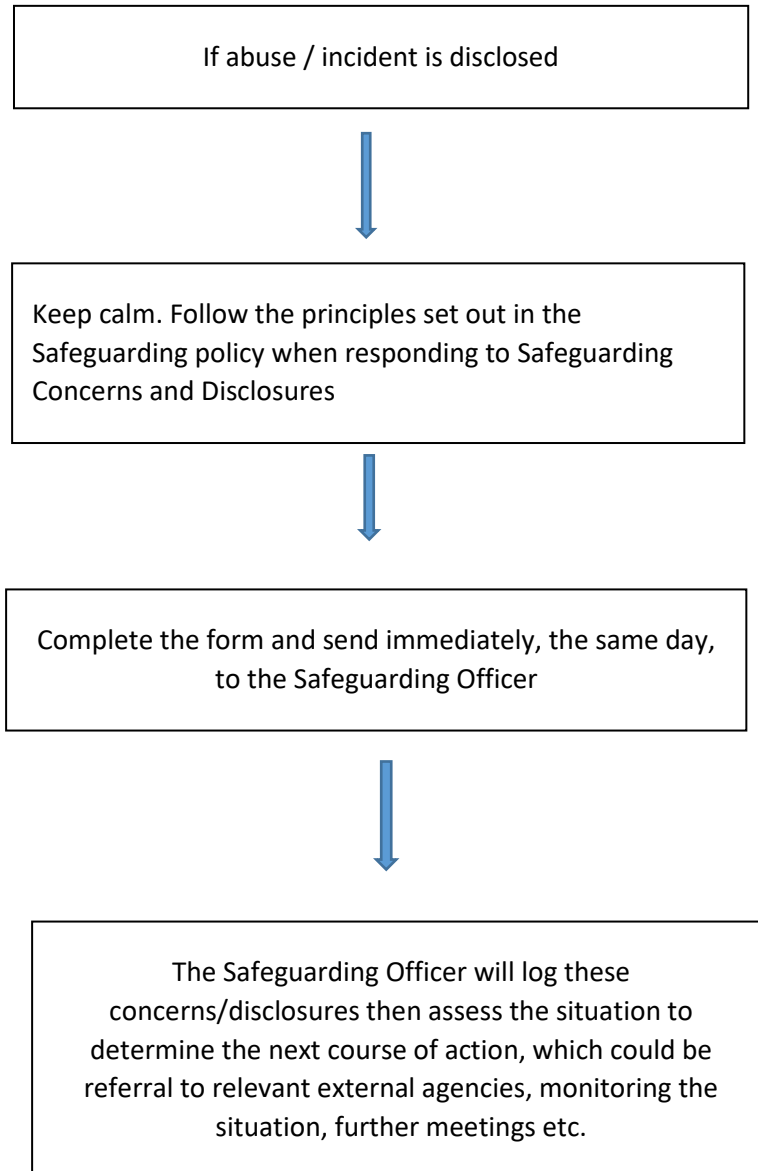 If abuse / incident is disclosed
Keep calm. Follow the principles set out in the
Safeguarding policy when responding to Safeguarding
Concerns and Disclosures
Complete the form and send immediately, the same day,
to the Safeguarding Officer
The Safeguarding Officer will log these
concerns/disclosures then assess the situation to
determine the next course of action, which could be
referral to relevant external agencies, monitoring the
situation, further meetings etc.